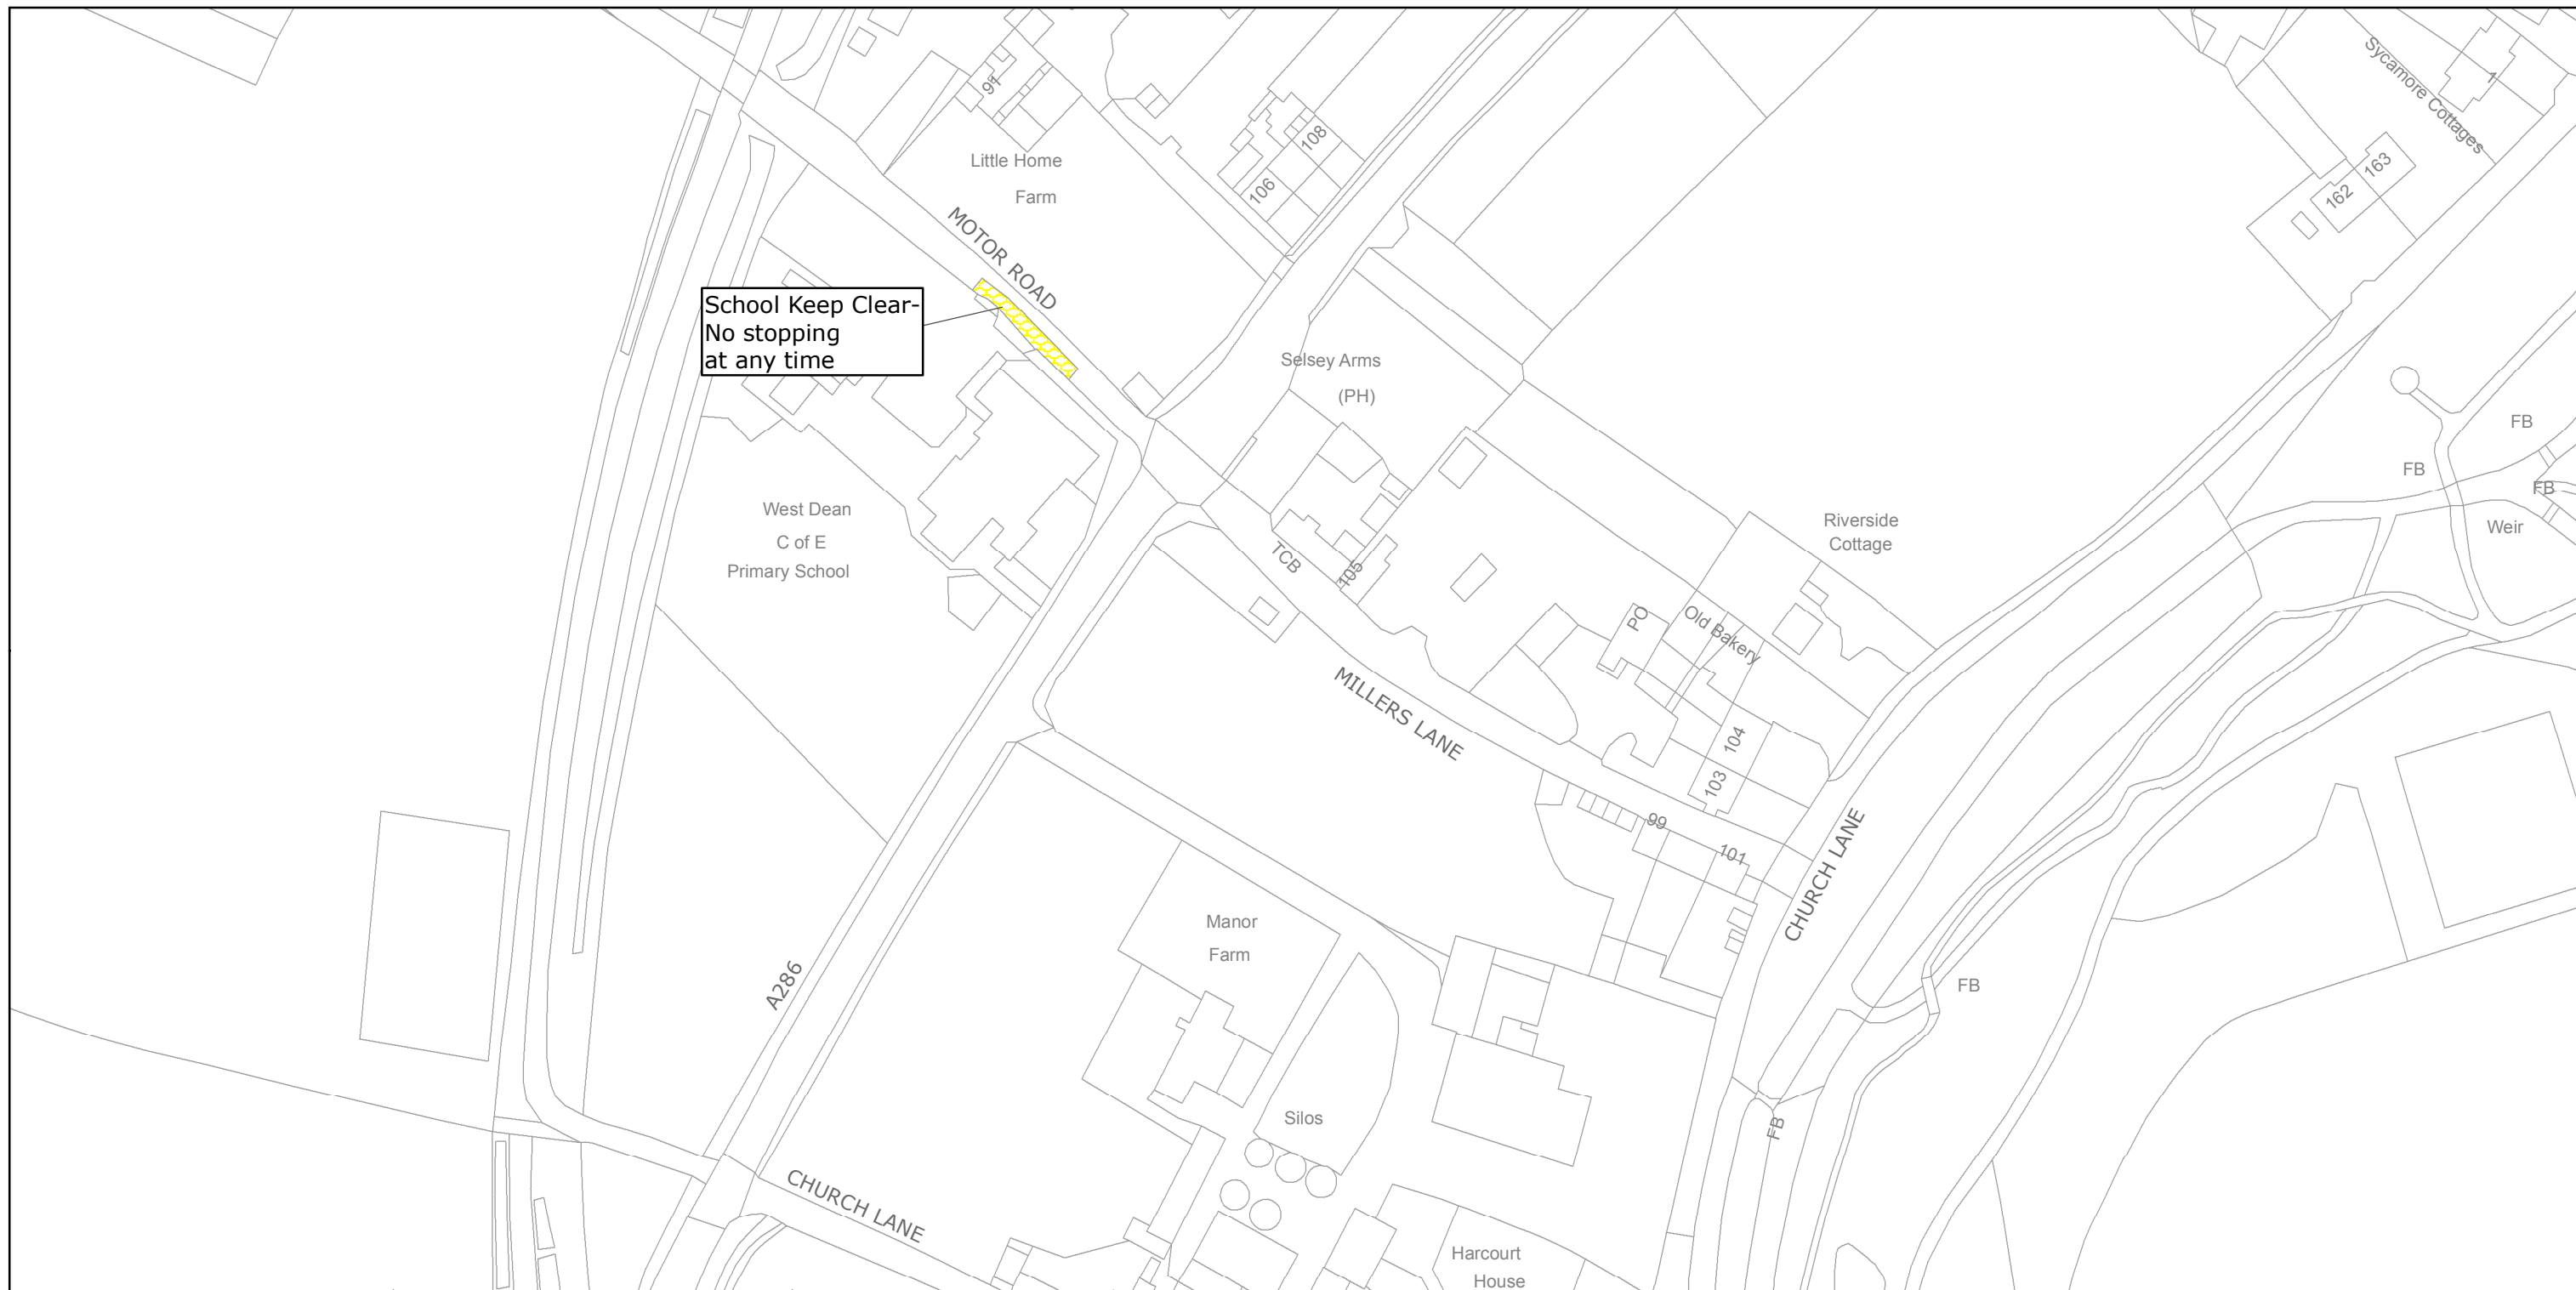 Sycamore Cottages
1
97
108
Little Home
Farm
106
163
162
MOTOR ROAD
School Keep Clear-
No stopping
at any time
Selsey Arms
(PH)
FB
FB
FB
Weir
West Dean
C of E
Primary School
Riverside
Cottage
TCB
105
PO
Old Bakery
MILLERS LANE
104
103
99
101
CHURCH LANE
Manor
Farm
A286
FB
Silos
FB
CHURCH LANE
Harcourt
House